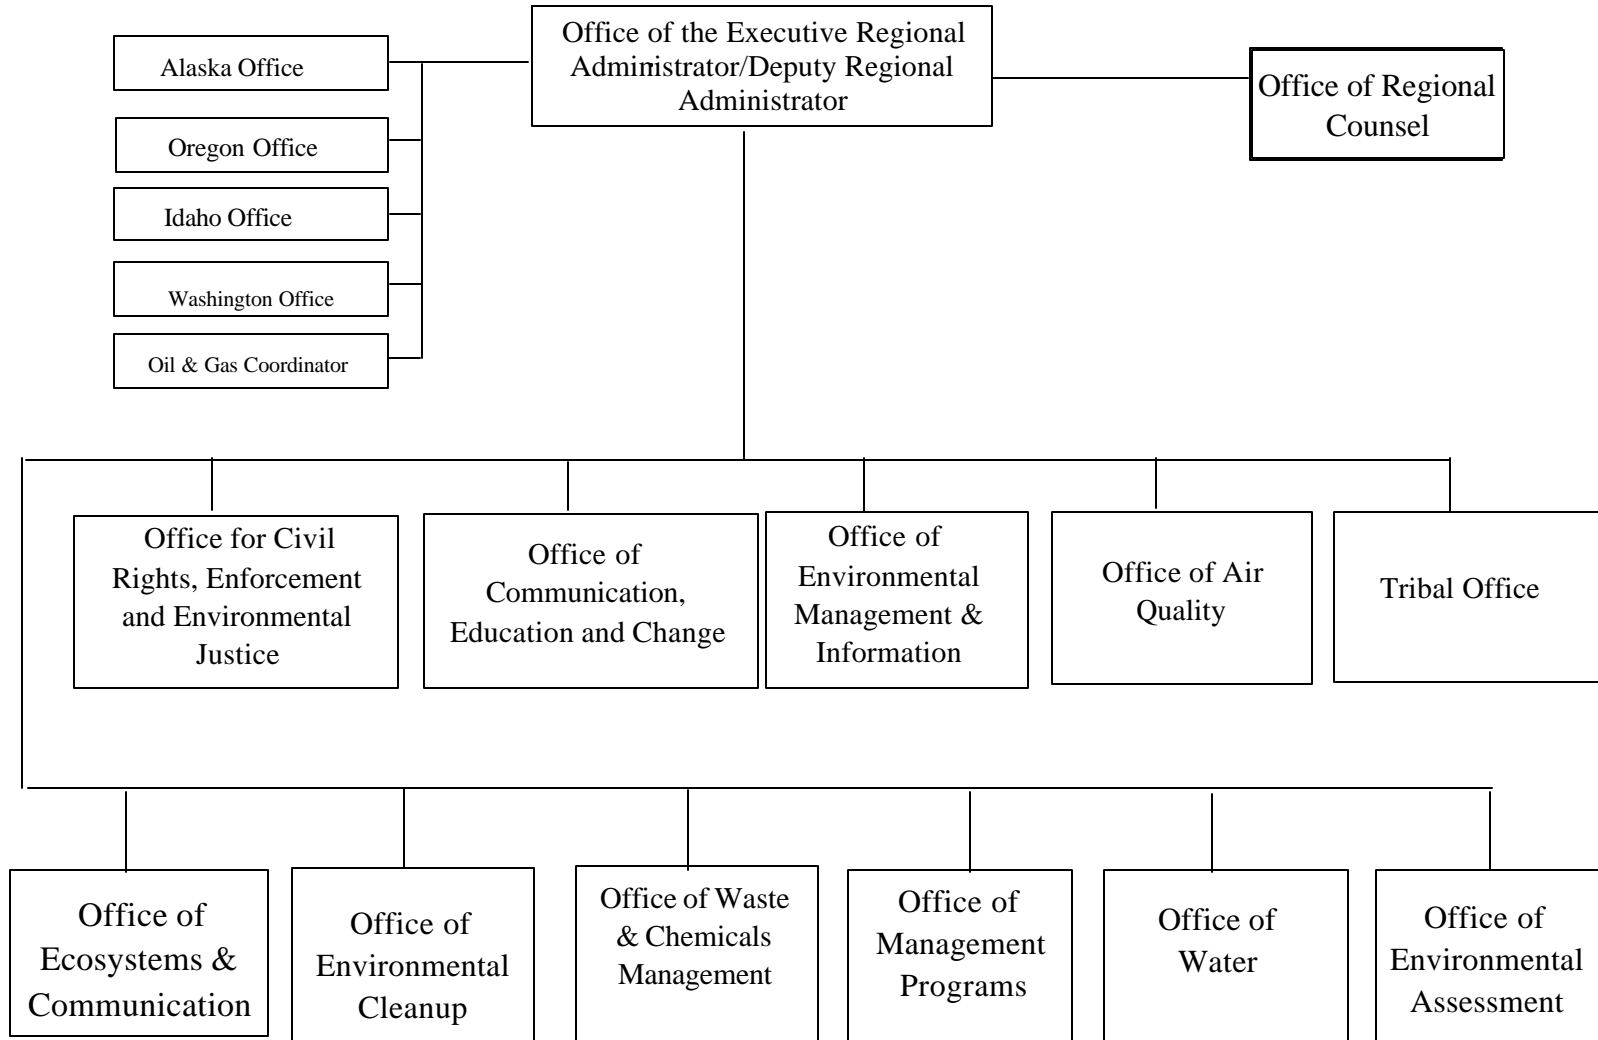 Office of the Executive Regional
Administrator/Deputy Regional
Administrator
Alaska Office
Oregon Office
Idaho Office
Washington Office
Oil & Gas Coordinator
Office of Regional
Counsel
Office for Civil
Rights, Enforcement
and Environmental
Justice
Office of
Communication,
Education and Change
Office of
Environmental
Management &
Information
Office of Air
Quality
Tribal Office
Office of
Ecosystems &
Communication
Office of
Environmental
Cleanup
Office of Waste
& Chemicals
Management
Office of
Management
Programs
Office of
Water
Office of
Environmental
Assessment